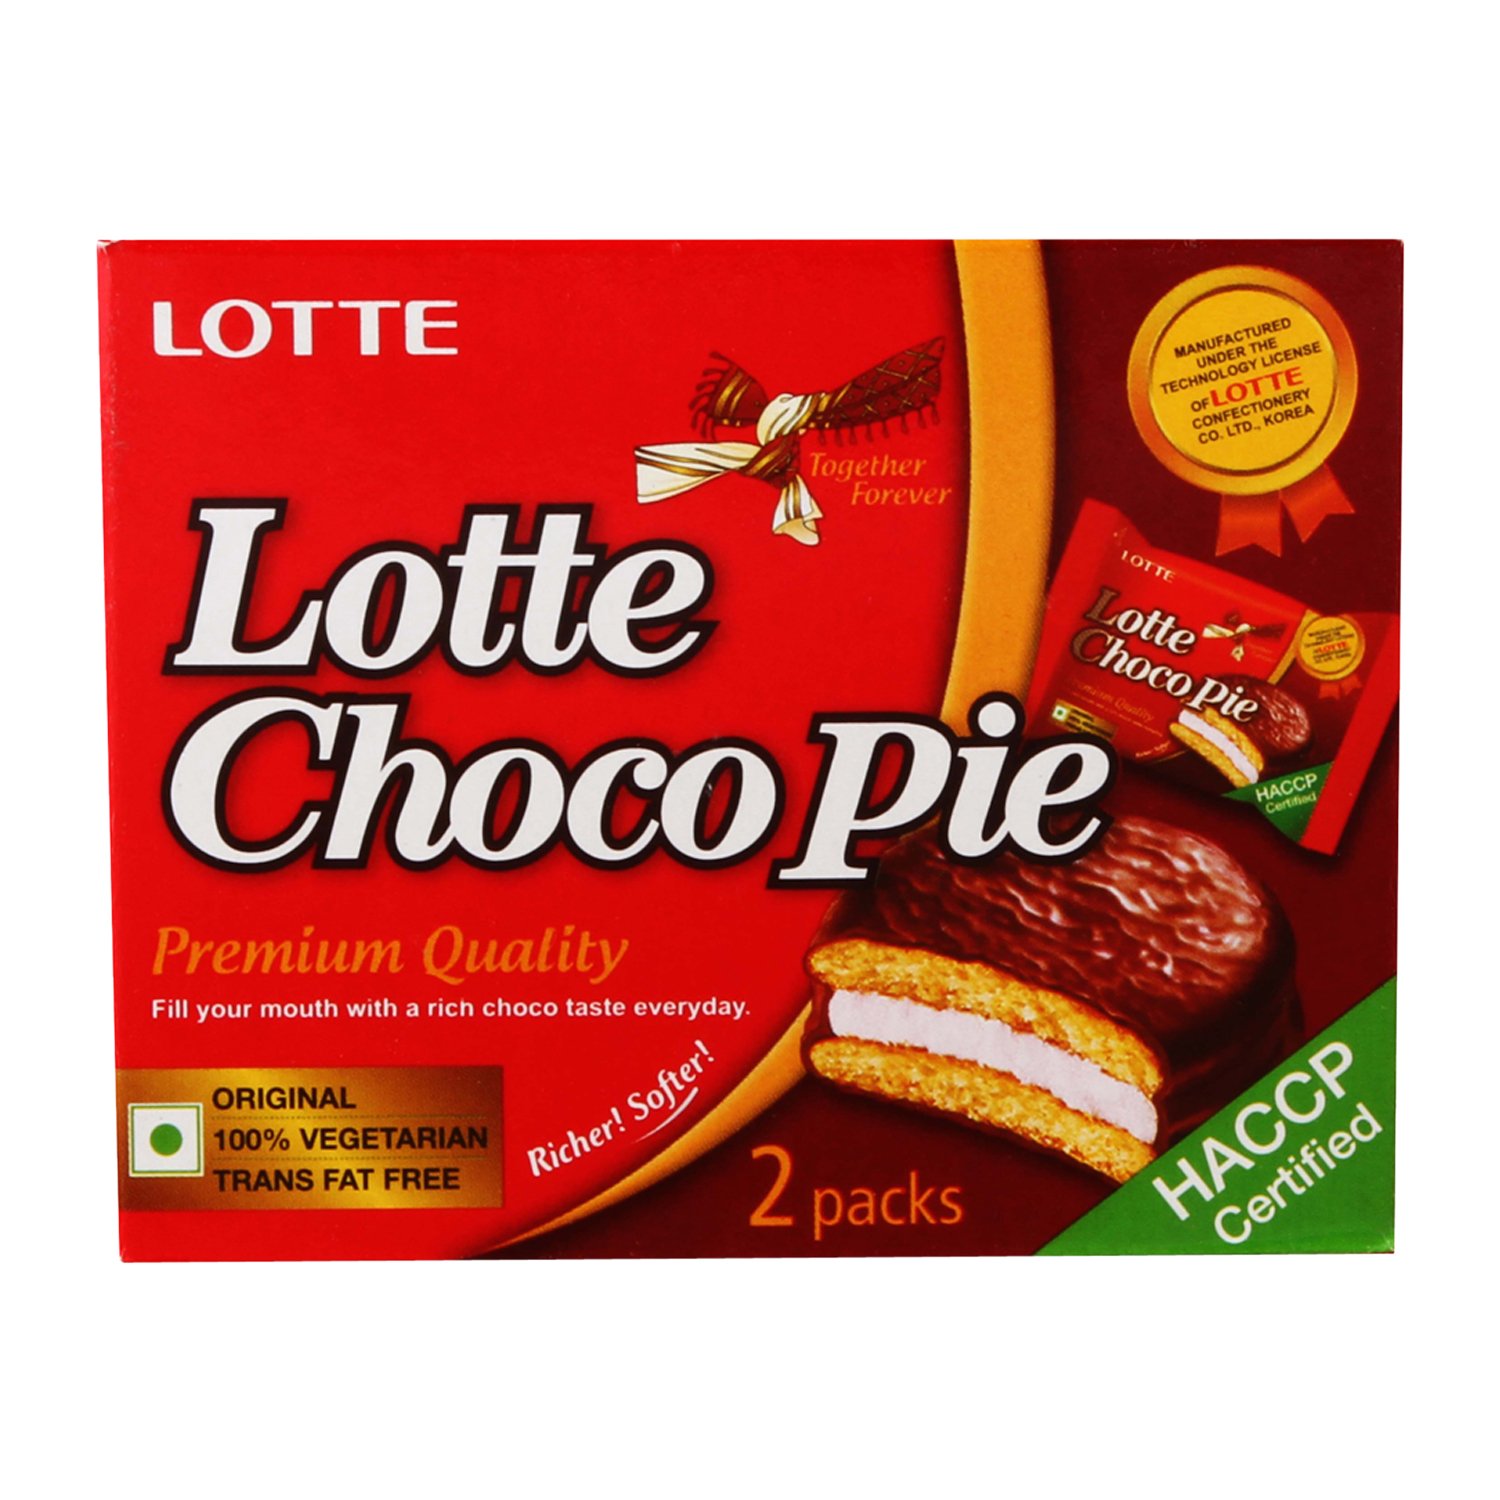 LOTTE
Together
Forever
MANUFACTURED
UNDER THE
TECHNOLOGY LICENSE
OF LOTTE
CONFECTIONERY
CO. LTD., KOREA
Lotte
Choco Pie
LOTTE
Lotte
Choco Pie
Premium Quality
HACCP
Certified
Premium Quality
Fill your mouth with a rich choco taste everyday.
Richer! Softer!
ORIGINAL
100% VEGETARIAN
TRANS FAT FREE
2 packs
HACCP
Certified